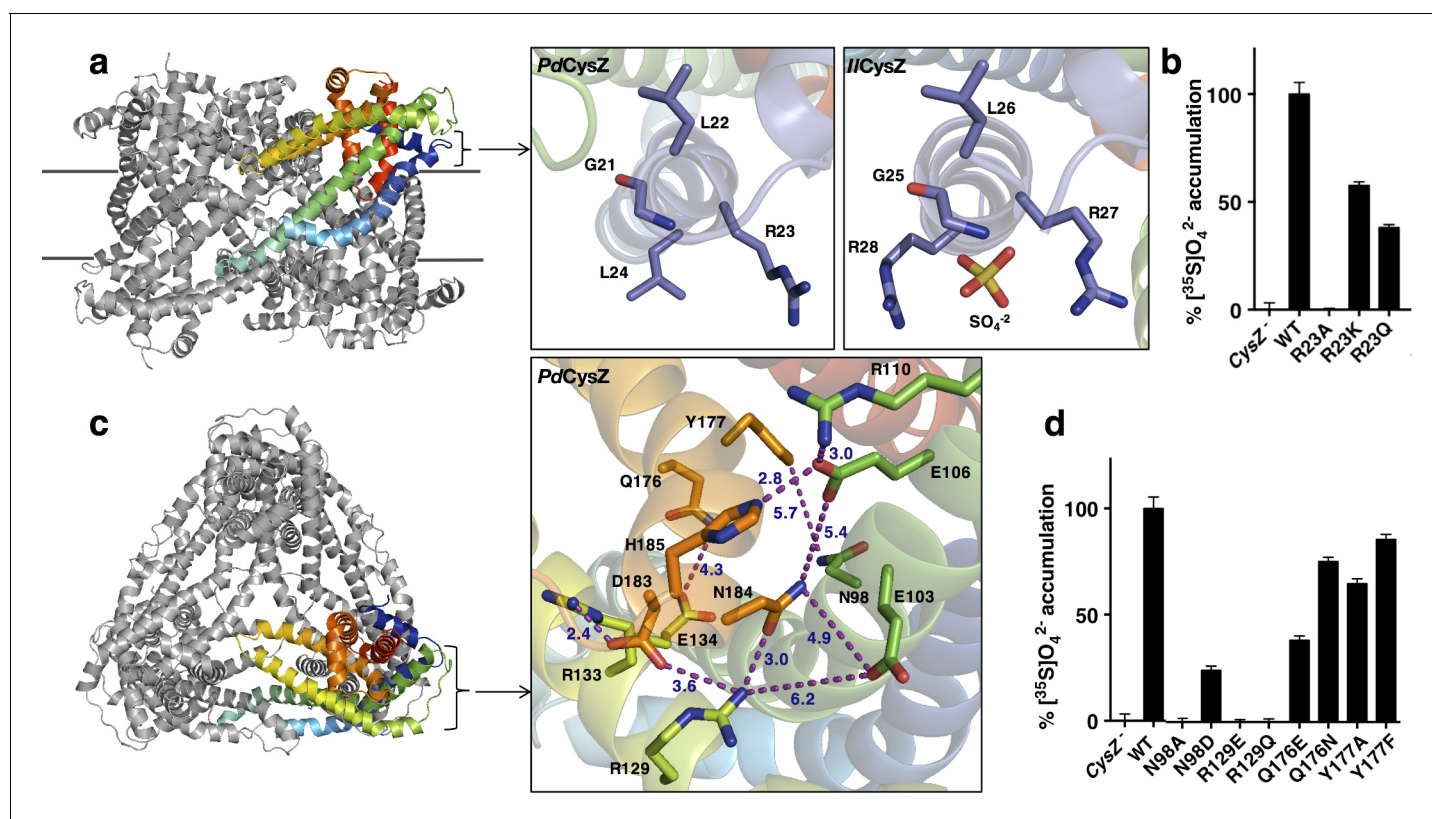 a
PdCysZ
L22
G21
R23
L24
IlCysZ
L26
G25
R27
R28
SO₄⁻²
b
% [³⁵S]O₄²⁻ accumulation
100
50
0
CysZ⁻
WT
R23A
R23K
R23Q
c
PdCysZ
R110
Y177
3.0
E106
2.8
Q176
5.7
5.4
H185
4.3
D183
N184
N98
E103
2.4
E134
4.9
R133
3.0
3.6
6.2
R129
d
% [³⁵S]O₄²⁻ accumulation
100
50
0
CysZ⁻
WT
N98A
N98D
R129E
R129Q
Q176E
Q176N
Y177A
Y177F